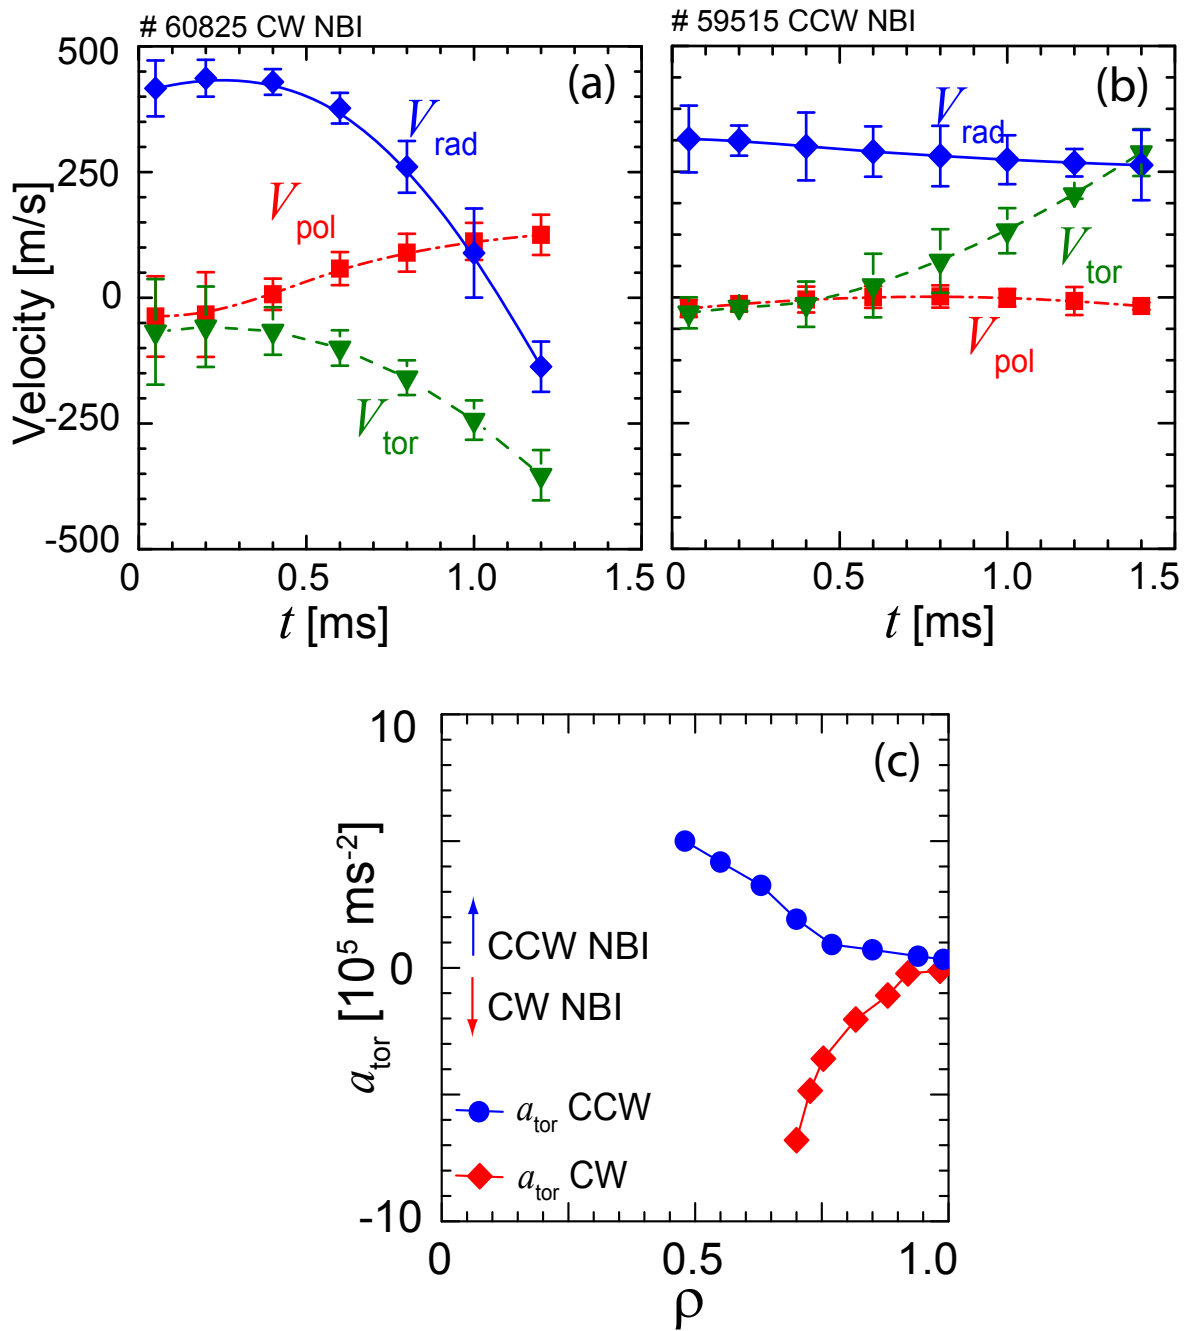 # 60825 CW NBI
# 59515 CCW NBI
500
250
0
-250
-500
Velocity [m/s]
(a)
V rad
V pol
V tor
0 0.5 1.0 1.5
t [ms]
(b)
V rad
V tor
V pol
0 0.5 1.0 1.5
t [ms]
10
0
-10
a tor [10⁵ ms⁻²]
(c)
CCW NBI
CW NBI
a tor CCW
a tor CW
0 0.5 1.0
ρ